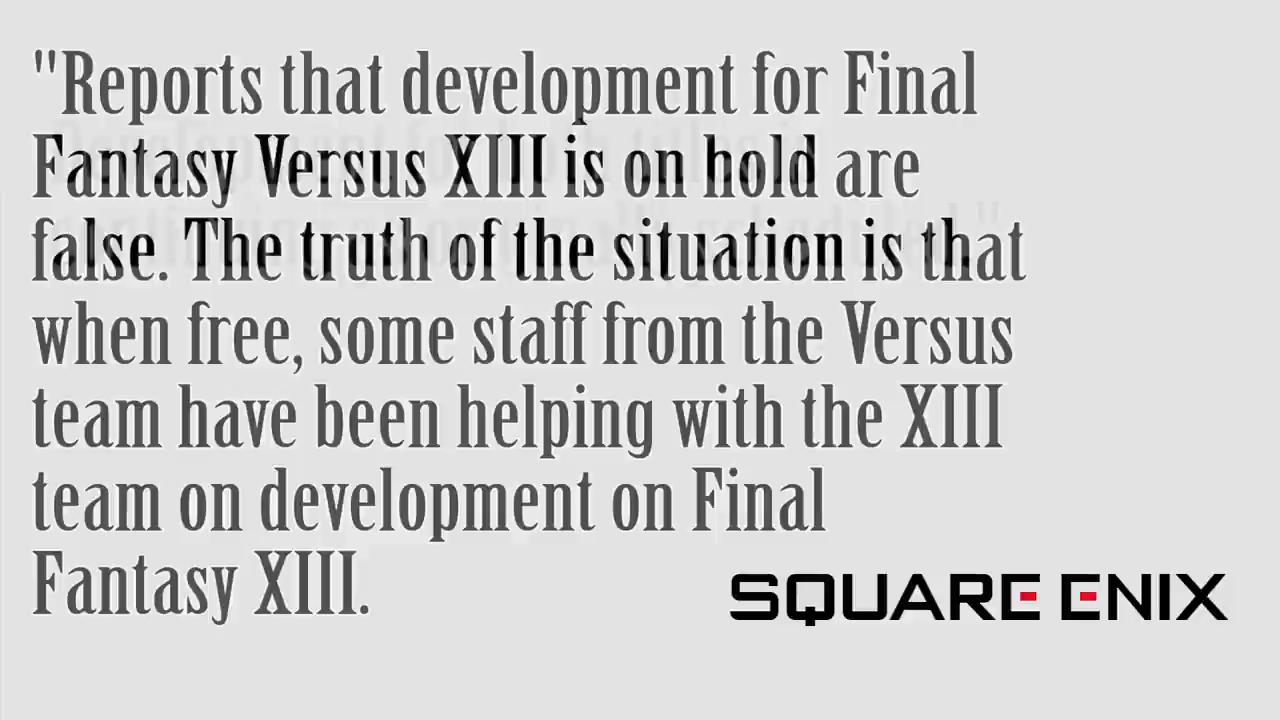 "Reports that development for Final
Fantasy Versus XIII is on hold are
false. The truth of the situation is that
when free, some staff from the Versus
team have been helping with the XIII
team on development on Final
Fantasy XIII.
SQUARE ENIX